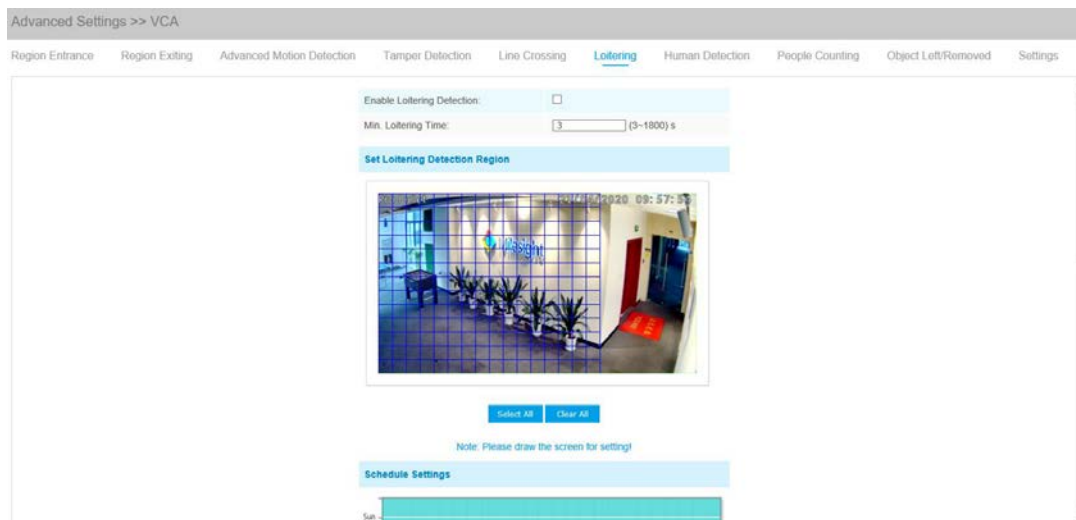 Advanced Settings >> VCA
Region Entrance Region Exiting Advanced Motion Detection Tamper Detection Line Crossing Loitering Human Detection People Counting Object Left/Removed Settings
Enable Loitering Detection:
Min. Loitering Time: 3 (3~1800) s
Set Loitering Detection Region
2020 09:57:
Milesight
Select All Clear All
Note: Please draw the screen for setting!
Schedule Settings
Sun